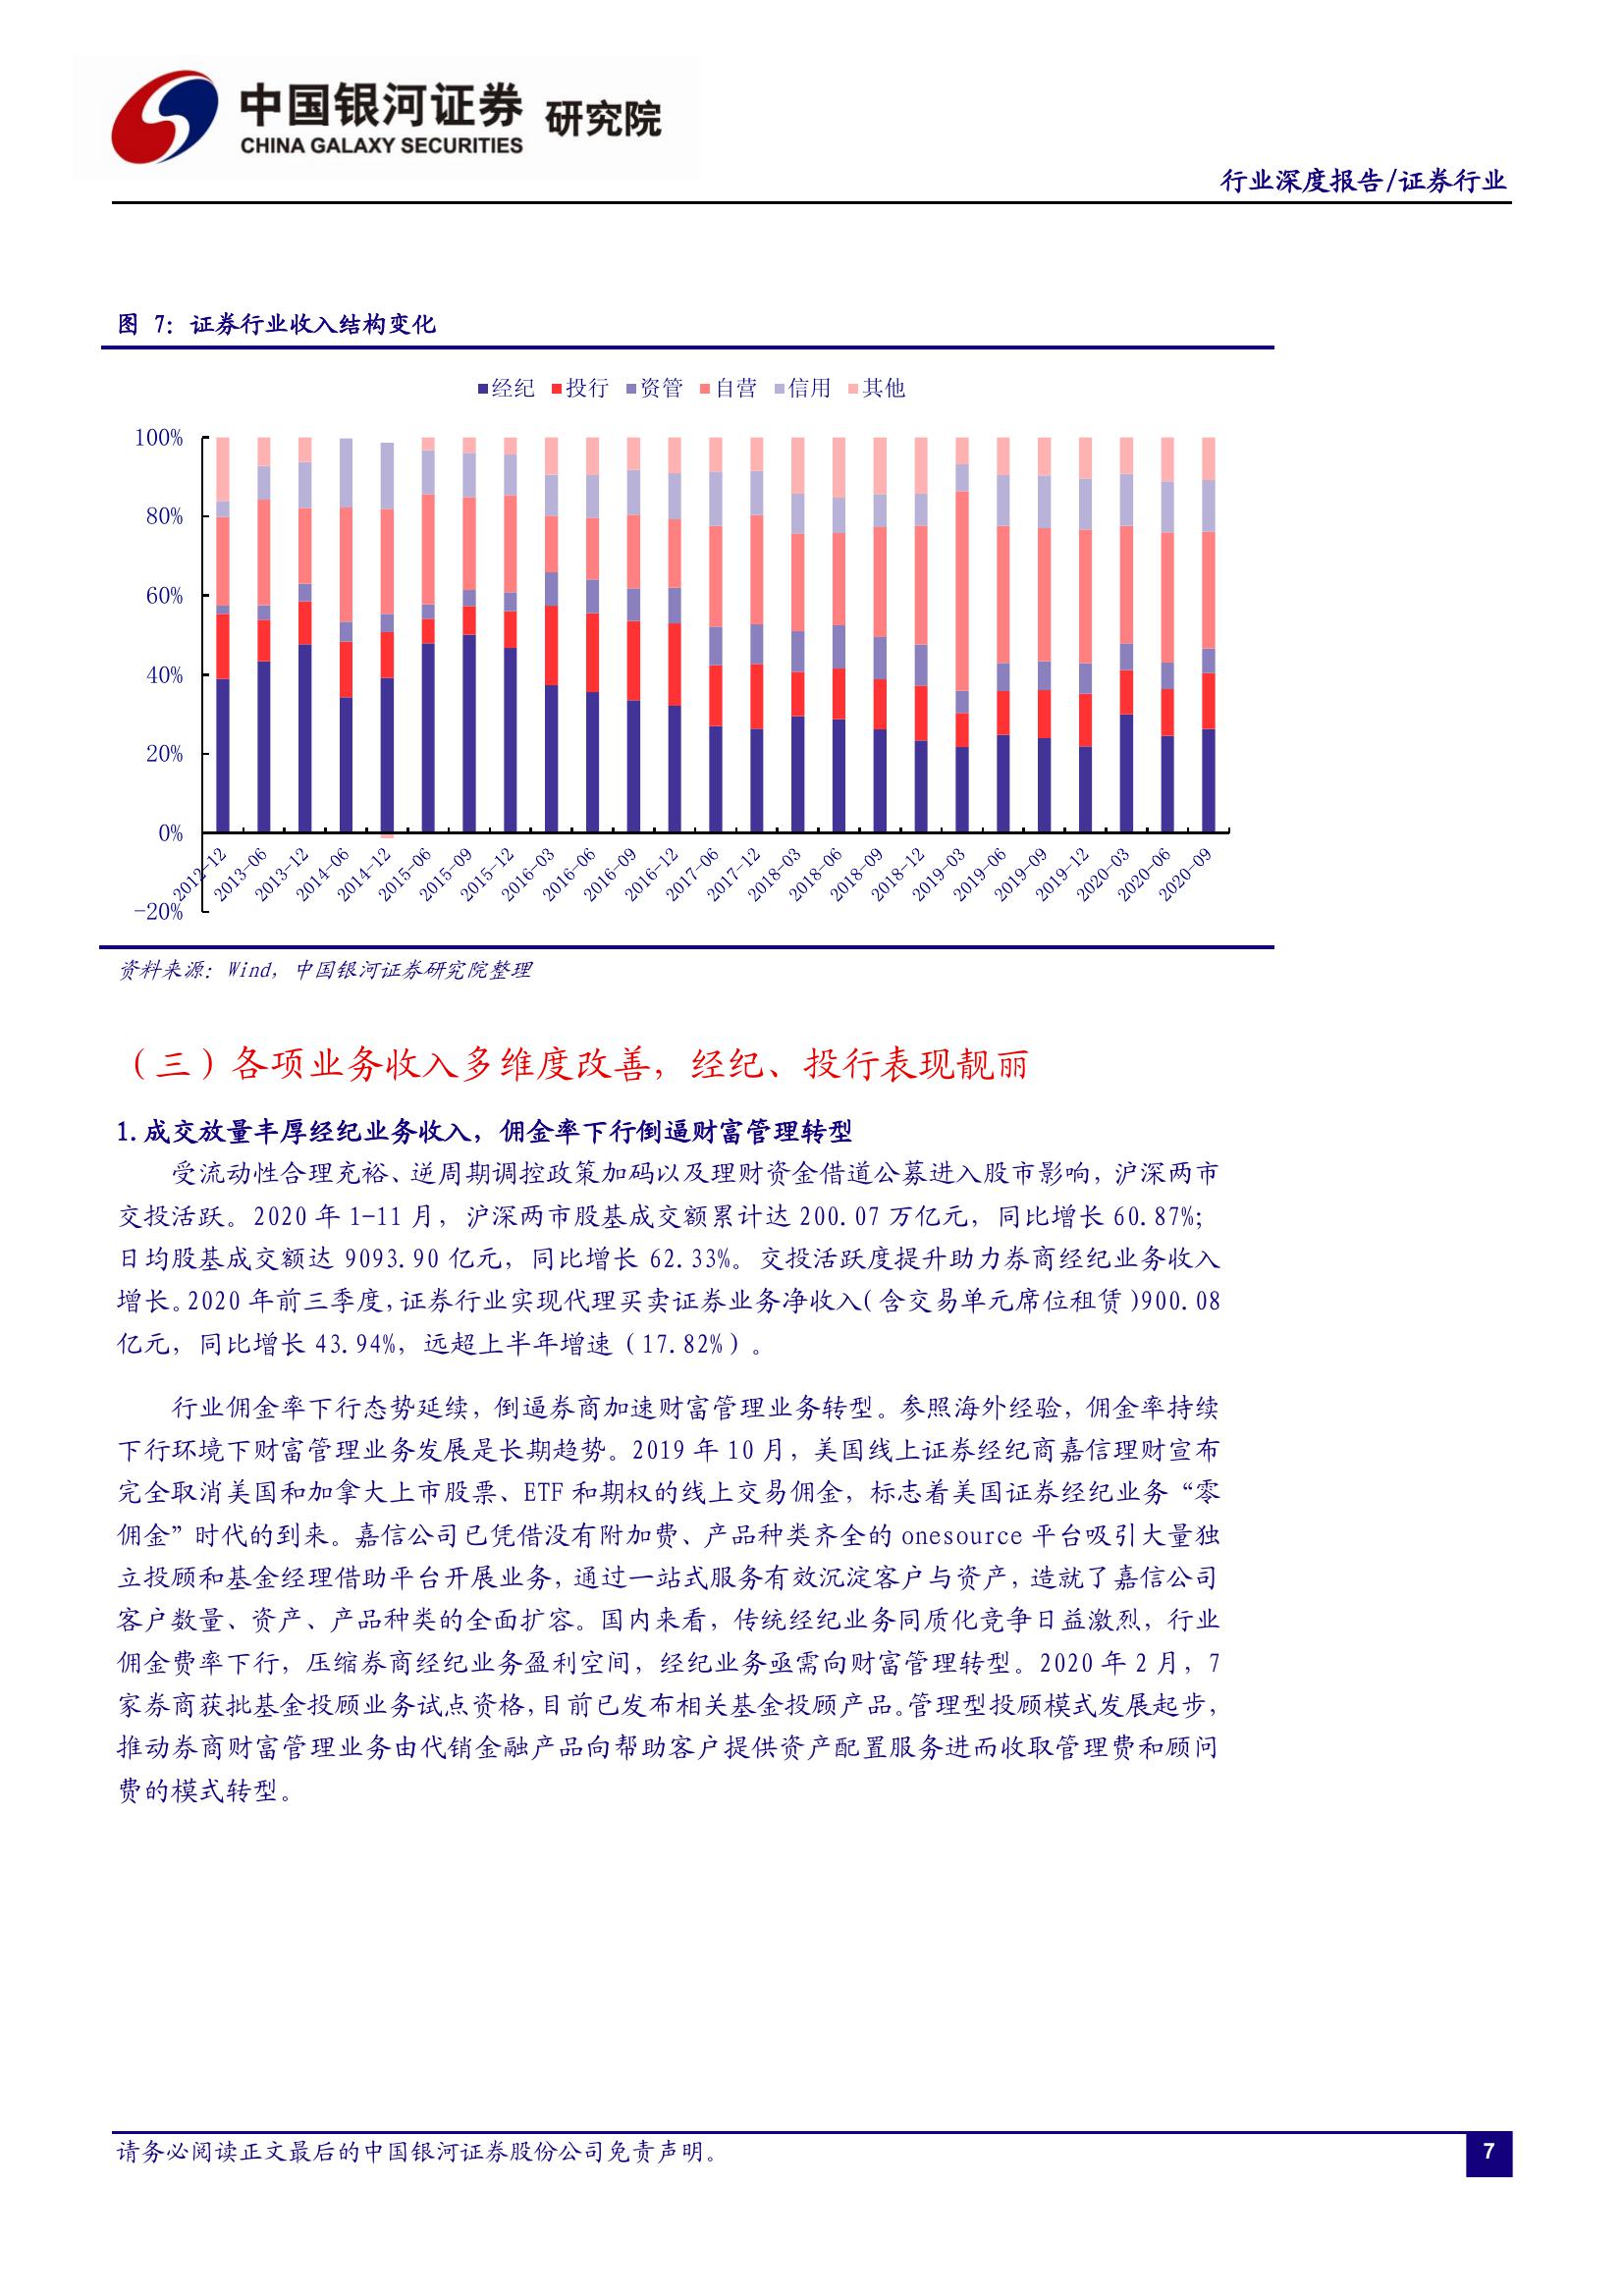 中国银河证券 研究院
CHINA GALAXY SECURITIES
行业深度报告/证券行业
图 7：证券行业收入结构变化
经纪 投行 资管 自营 信用 其他
100%
80%
60%
40%
20%
0%
-20%
2012-12 2013-06 2013-12 2014-06 2014-12 2015-06 2015-09 2015-12 2016-03 2016-06 2016-09 2016-12 2017-06 2017-12 2018-03 2018-06 2018-09 2018-12 2019-03 2019-06 2019-09 2019-12 2020-03 2020-06 2020-09
资料来源：Wind，中国银河证券研究院整理
（三）各项业务收入多维度改善，经纪、投行表现靓丽
1.成交放量丰厚经纪业务收入，佣金率下行倒逼财富管理转型
受流动性合理充裕、逆周期调控政策加码以及理财资金借道公募进入股市影响，沪深两市
交投活跃。2020 年 1-11 月，沪深两市股基成交额累计达 200.07 万亿元，同比增长 60.87%；
日均股基成交额达 9093.90 亿元，同比增长 62.33%。交投活跃度提升助力券商经纪业务收入
增长。2020 年前三季度，证券行业实现代理买卖证券业务净收入(含交易单元席位租赁)900.08
亿元，同比增长 43.94%，远超上半年增速（17.82%）。
行业佣金率下行态势延续，倒逼券商加速财富管理业务转型。参照海外经验，佣金率持续
下行环境下财富管理业务发展是长期趋势。2019 年 10 月，美国线上证券经纪商嘉信理财宣布
完全取消美国和加拿大上市股票、ETF 和期权的线上交易佣金，标志着美国证券经纪业务“零
佣金”时代的到来。嘉信公司已凭借没有附加费、产品种类齐全的 onesource 平台吸引大量独
立投顾和基金经理借助平台开展业务，通过一站式服务有效沉淀客户与资产，造就了嘉信公司
客户数量、资产、产品种类的全面扩容。国内来看，传统经纪业务同质化竞争日益激烈，行业
佣金费率下行，压缩券商经纪业务盈利空间，经纪业务亟需向财富管理转型。2020 年 2 月，7
家券商获批基金投顾业务试点资格，目前已发布相关基金投顾产品。管理型投顾模式发展起步，
推动券商财富管理业务由代销金融产品向帮助客户提供资产配置服务进而收取管理费和顾问
费的模式转型。
请务必阅读正文最后的中国银河证券股份公司免责声明。
7